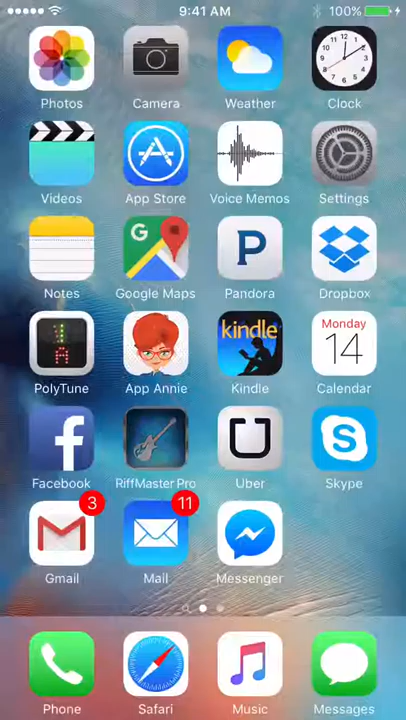 9:41 AM 100%
Photos Camera Weather Clock
Videos App Store Voice Memos Settings
G P
Notes Google Maps Pandora Dropbox
kindle Monday
14
PolyTune App Annie Kindle Calendar
f U S
Facebook RiffMaster Pro Uber Skype
3 11
Gmail Mail Messenger
Phone Safari Music Messages